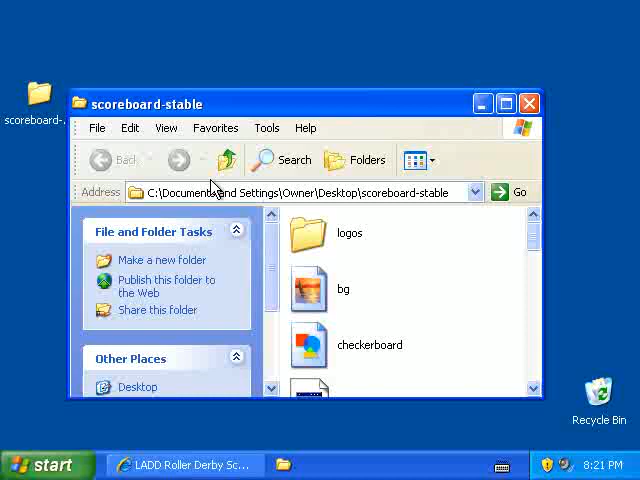 scoreboard-stable
scoreboard-...
File Edit View Favorites Tools Help
Back Search Folders
Address C:\Documents and Settings\Owner\Desktop\scoreboard-stable Go
File and Folder Tasks
Make a new folder
Publish this folder to
the Web
Share this folder
Other Places
Desktop
logos
bg
checkerboard
Recycle Bin
start LADD Roller Derby Sc... 8:21 PM